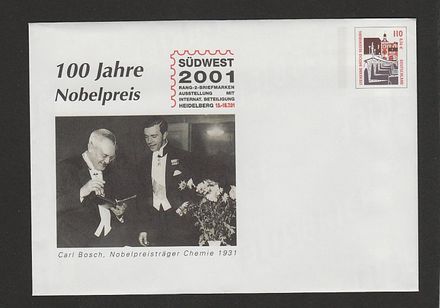 100 Jahre
Nobelpreis
SÜDWEST
2001
RANG-2-BRIEFMARKEN
AUSSTELLUNG MIT
INTERNAT. BETEILIGUNG
HEIDELBERG
110
DEUTSCHLAND
Carl Bosch, Nobelpreisträger Chemie 1931